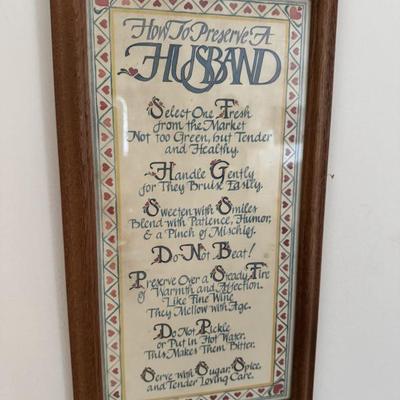 How To Preserve A
HUSBAND
Select One Fresh
from the Market
Not Too Green, but Tender
and Healthy.
Handle Gently
for They Bruise Easily.
Sweeten with Smiles
Blend with Patience, Humor,
& a Pinch of Mischief.
Do Not Beat!
Preserve Over a Steady Fire
of Warmth and Affection.
Like Fine Wine
They Mellow with Age.
Do Not Pickle
or Put in Hot Water,
This Makes Them Bitter.
Serve with Sugar, Spice,
and Tender Loving Care.